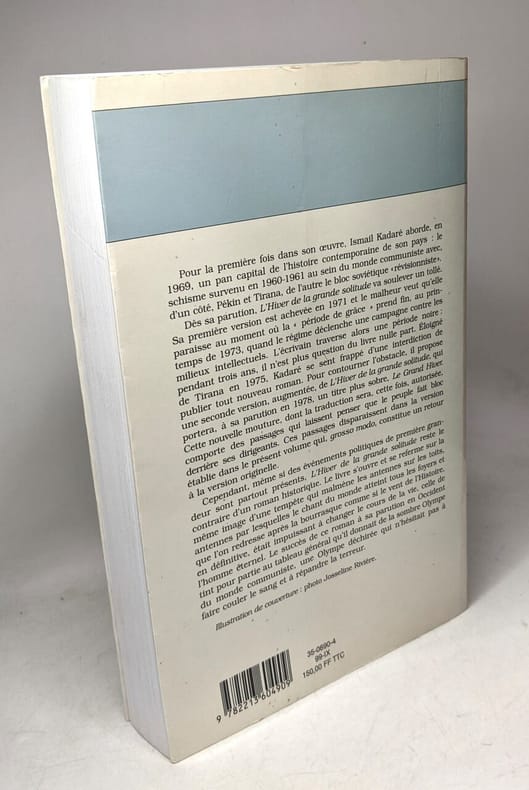 Pour la première fois dans son œuvre, Ismail Kadaré aborde, en
1969, un pan capital de l'histoire contemporaine de son pays : le
schisme survenu en 1960-1961 au sein du monde communiste avec,
d'un côté, Pékin et Tirana, de l'autre le bloc soviétique «révisionniste».
Dès sa parution, L'Hiver de la grande solitude va soulever un tollé.
Sa première version est achevée en 1971 et le malheur veut qu'elle
paraisse au moment où la « période de grâce » prend fin, au prin-
temps de 1973, quand le régime déclenche une campagne contre les
milieux intellectuels. L'écrivain traverse alors une période noire :
pendant trois ans, il n'est plus question du livre nulle part. Éloigné
de Tirana en 1975, Kadaré se sent frappé d'une interdiction de
publier tout nouveau roman. Pour contourner l'obstacle, il propose
une seconde version, augmentée, de L'Hiver de la grande solitude, qui
portera, à sa parution en 1978, un titre plus sobre, Le Grand Hiver.
Cette nouvelle mouture, dont la traduction sera, cette fois, autorisée,
comporte des passages qui laissent penser que le peuple fait bloc
derrière ses dirigeants. Ces passages disparaissent dans la version
établie dans le présent volume qui, grosso modo, constitue un retour
à la version originelle.
Cependant, même si des événements politiques de première gran-
deur sont partout présents, L'Hiver de la grande solitude reste le
contraire d'un roman historique. Le livre s'ouvre et se referme sur la
même image d'une tempête qui malmène les antennes sur les toits,
antennes par lesquelles le chant du monde atteint tous les foyers et
que l'on redresse après la bourrasque comme si le vent de l'Histoire,
en définitive, était impuissant à changer le cours de la vie, celle de
l'homme éternel. Le succès de ce roman à sa parution en Occident
tint pour partie au tableau général qu'il donnait de la sombre Olympe
du monde communiste, une Olympe déchirée qui n'hésitait pas à
faire couler le sang et à répandre la terreur.
Illustration de couverture : photo Josseline Rivière.
35-0690-4
99-IX
150,00 FF TTC
9 782213 604909